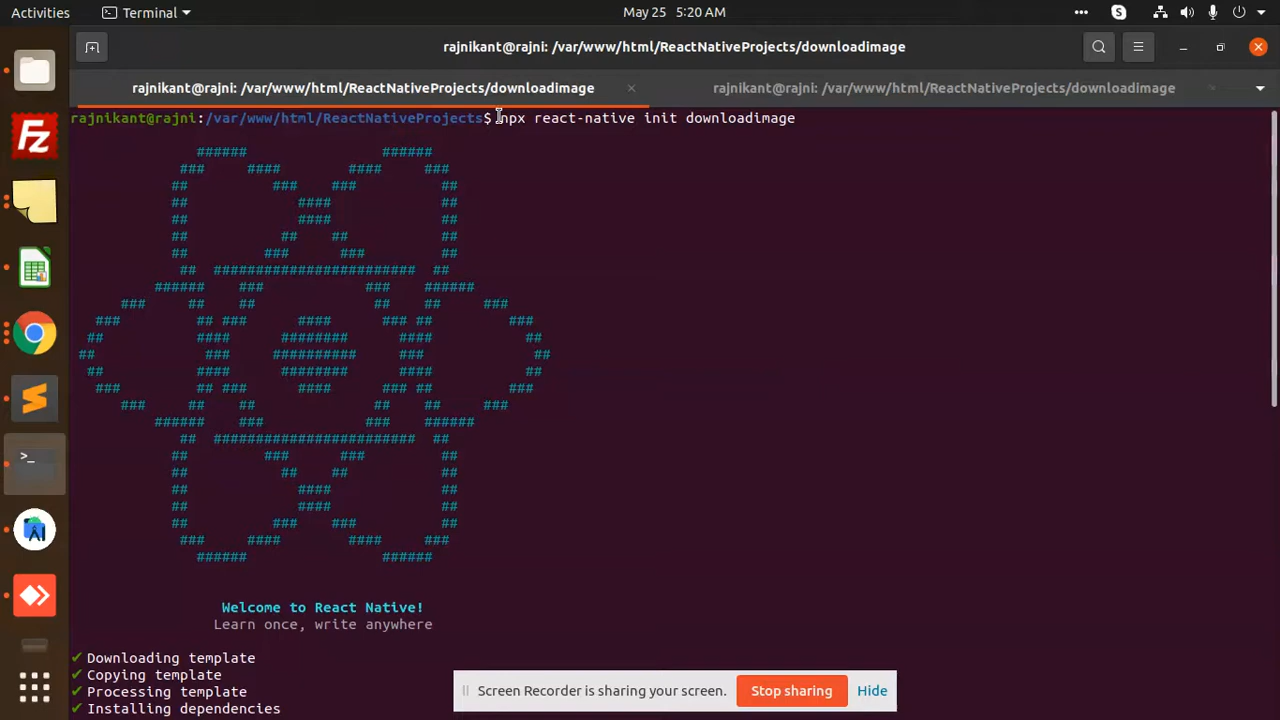 Activities
Terminal
May 25 5:20 AM
rajnikant@rajni: /var/www/html/ReactNativeProjects/downloadimage
rajnikant@rajni: /var/www/html/ReactNativeProjects/downloadimage
rajnikant@rajni: /var/www/html/ReactNativeProjects/downloadimage
rajnikant@rajni:/var/www/html/ReactNativeProjects$ npx react-native init downloadimage
               ######                ######
             ###     ####        ####     ###
            ##          ###    ###          ##
            ##             ####             ##
            ##             ####             ##
            ##           ##    ##           ##
            ##         ###      ###         ##
             ##  ########################  ##
          ######    ###            ###    ######
      ###     ##    ##              ##    ##     ###
   ###         ## ###      ####      ### ##         ###
  ##           ####      ########      ####           ##
 ##             ###     ##########     ###             ##
  ##           ####      ########      ####           ##
   ###         ## ###      ####      ### ##         ###
      ###     ##    ##              ##    ##     ###
          ######    ###            ###    ######
             ##  ########################  ##
            ##         ###      ###         ##
            ##           ##    ##           ##
            ##             ####             ##
            ##             ####             ##
            ##          ###    ###          ##
             ###     ####        ####     ###
               ######                ######
Welcome to React Native!
Learn once, write anywhere
✔ Downloading template
✔ Copying template
✔ Processing template
✔ Installing dependencies
Screen Recorder is sharing your screen.
Stop sharing
Hide